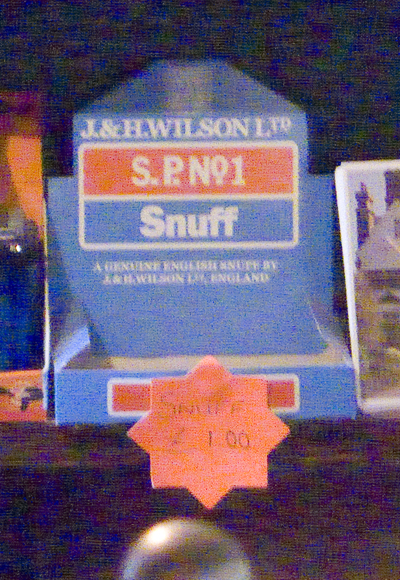 J.&H.WILSON LTD
S.P. No1
Snuff
A GENUINE ENGLISH SNUFF BY
J.& H.WILSON LTD, ENGLAND
SNUFF
1.00